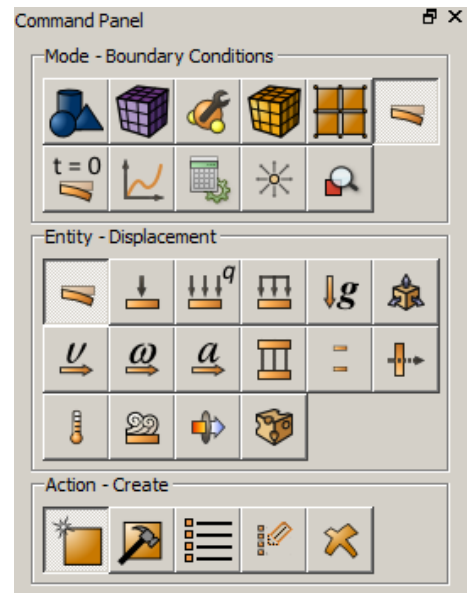 Command Panel
Mode - Boundary Conditions
t = 0
Entity - Displacement
q
g
υ ω a
Action - Create